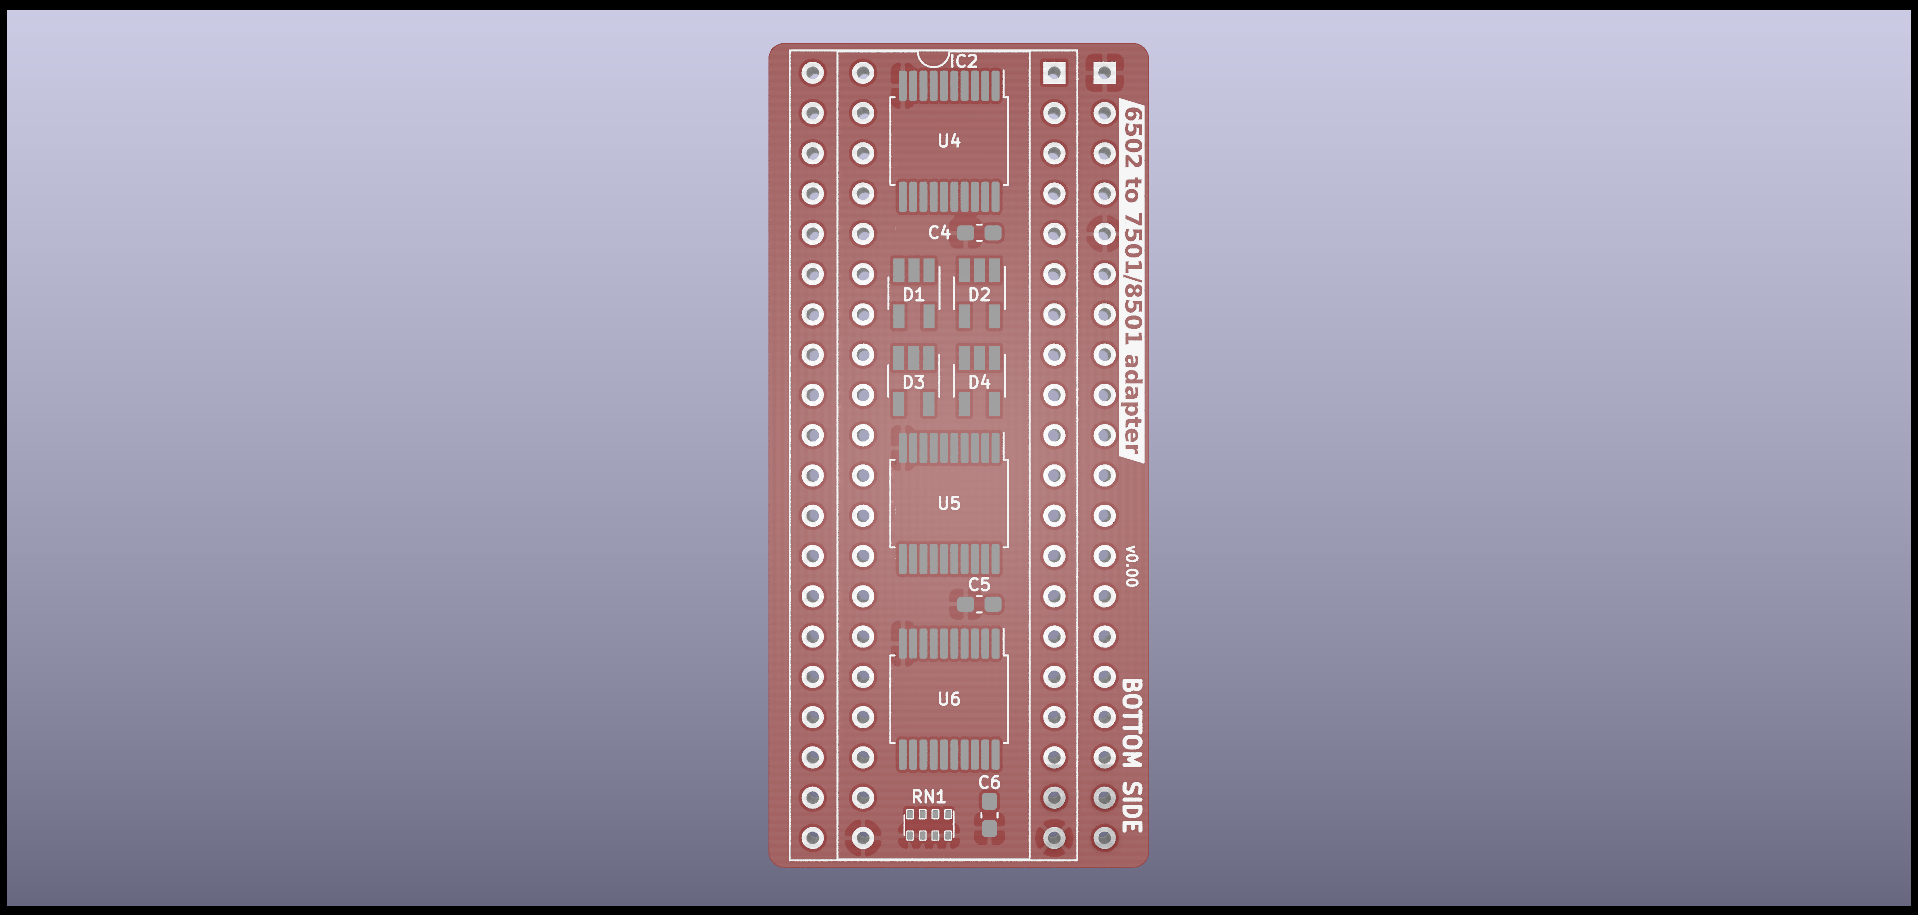 IC2
U4
C4
D1
D2
D3
D4
U5
C5
U6
C6
RN1
6502 to 7501/8501 adapter
v0.00
BOTTOM SIDE